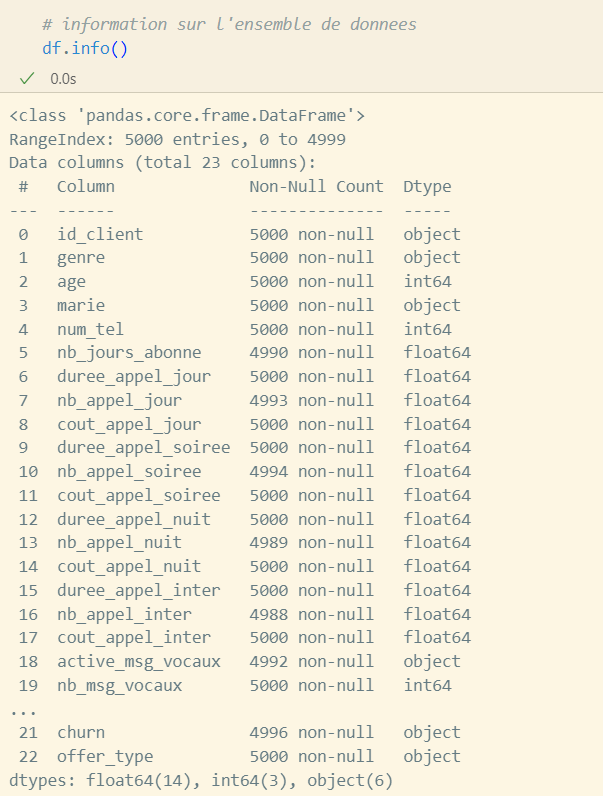 # information sur l'ensemble de donnees
df.info()
0.0s
<class 'pandas.core.frame.DataFrame'>
RangeIndex: 5000 entries, 0 to 4999
Data columns (total 23 columns):
 #   Column              Non-Null Count  Dtype
---  ------              --------------  -----
 0   id_client           5000 non-null   object
 1   genre               5000 non-null   object
 2   age                 5000 non-null   int64
 3   marie               5000 non-null   object
 4   num_tel             5000 non-null   int64
 5   nb_jours_abonne     4990 non-null   float64
 6   duree_appel_jour    5000 non-null   float64
 7   nb_appel_jour       4993 non-null   float64
 8   cout_appel_jour     5000 non-null   float64
 9   duree_appel_soiree  5000 non-null   float64
 10  nb_appel_soiree     4994 non-null   float64
 11  cout_appel_soiree   5000 non-null   float64
 12  duree_appel_nuit    5000 non-null   float64
 13  nb_appel_nuit       4989 non-null   float64
 14  cout_appel_nuit     5000 non-null   float64
 15  duree_appel_inter   5000 non-null   float64
 16  nb_appel_inter      4988 non-null   float64
 17  cout_appel_inter    5000 non-null   float64
 18  active_msg_vocaux   4992 non-null   object
 19  nb_msg_vocaux       5000 non-null   int64
...
 21  churn               4996 non-null   object
 22  offer_type          5000 non-null   object
dtypes: float64(14), int64(3), object(6)